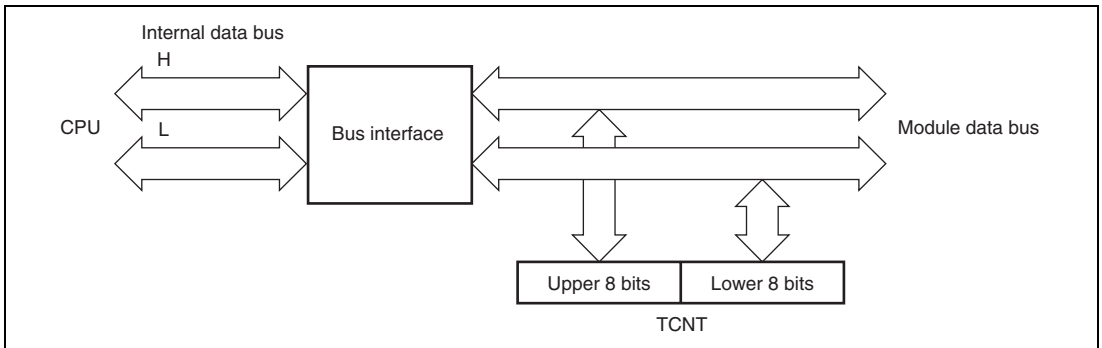 Internal data bus
H
CPU
L
Bus interface
Module data bus
Upper 8 bits
Lower 8 bits
TCNT